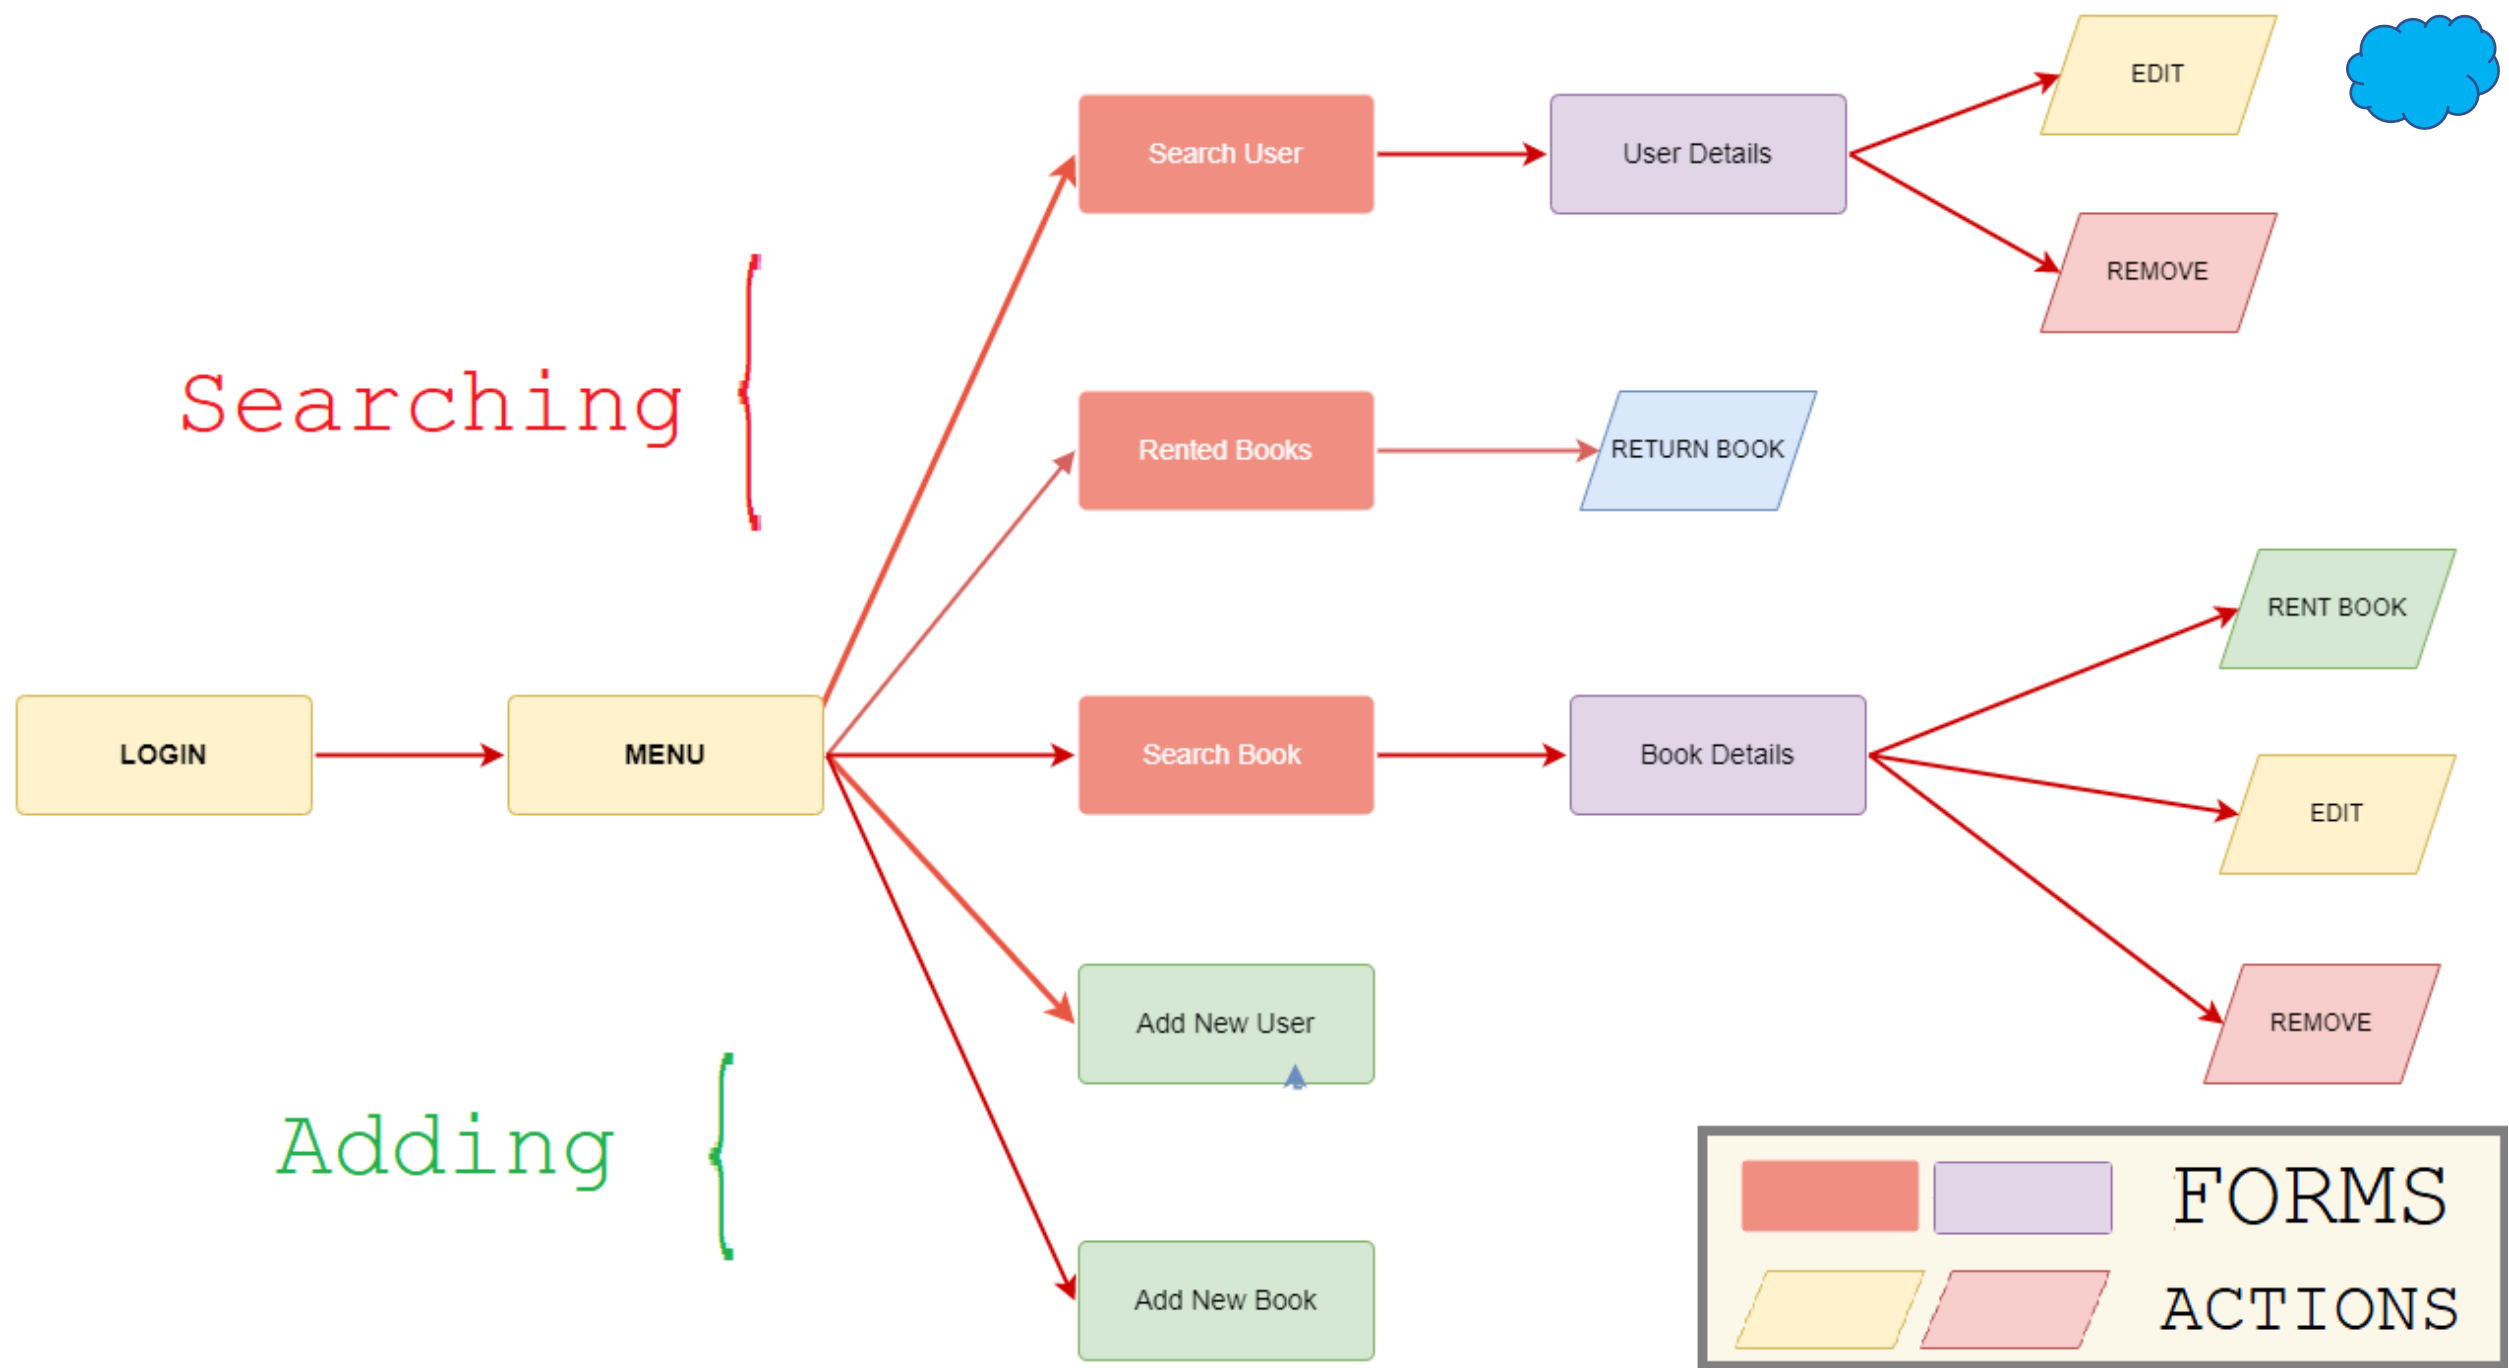 EDIT
Search User
User Details
REMOVE
Searching
Rented Books
RETURN BOOK
RENT BOOK
LOGIN
MENU
Search Book
Book Details
EDIT
Add New User
REMOVE
Adding
FORMS
Add New Book
ACTIONS